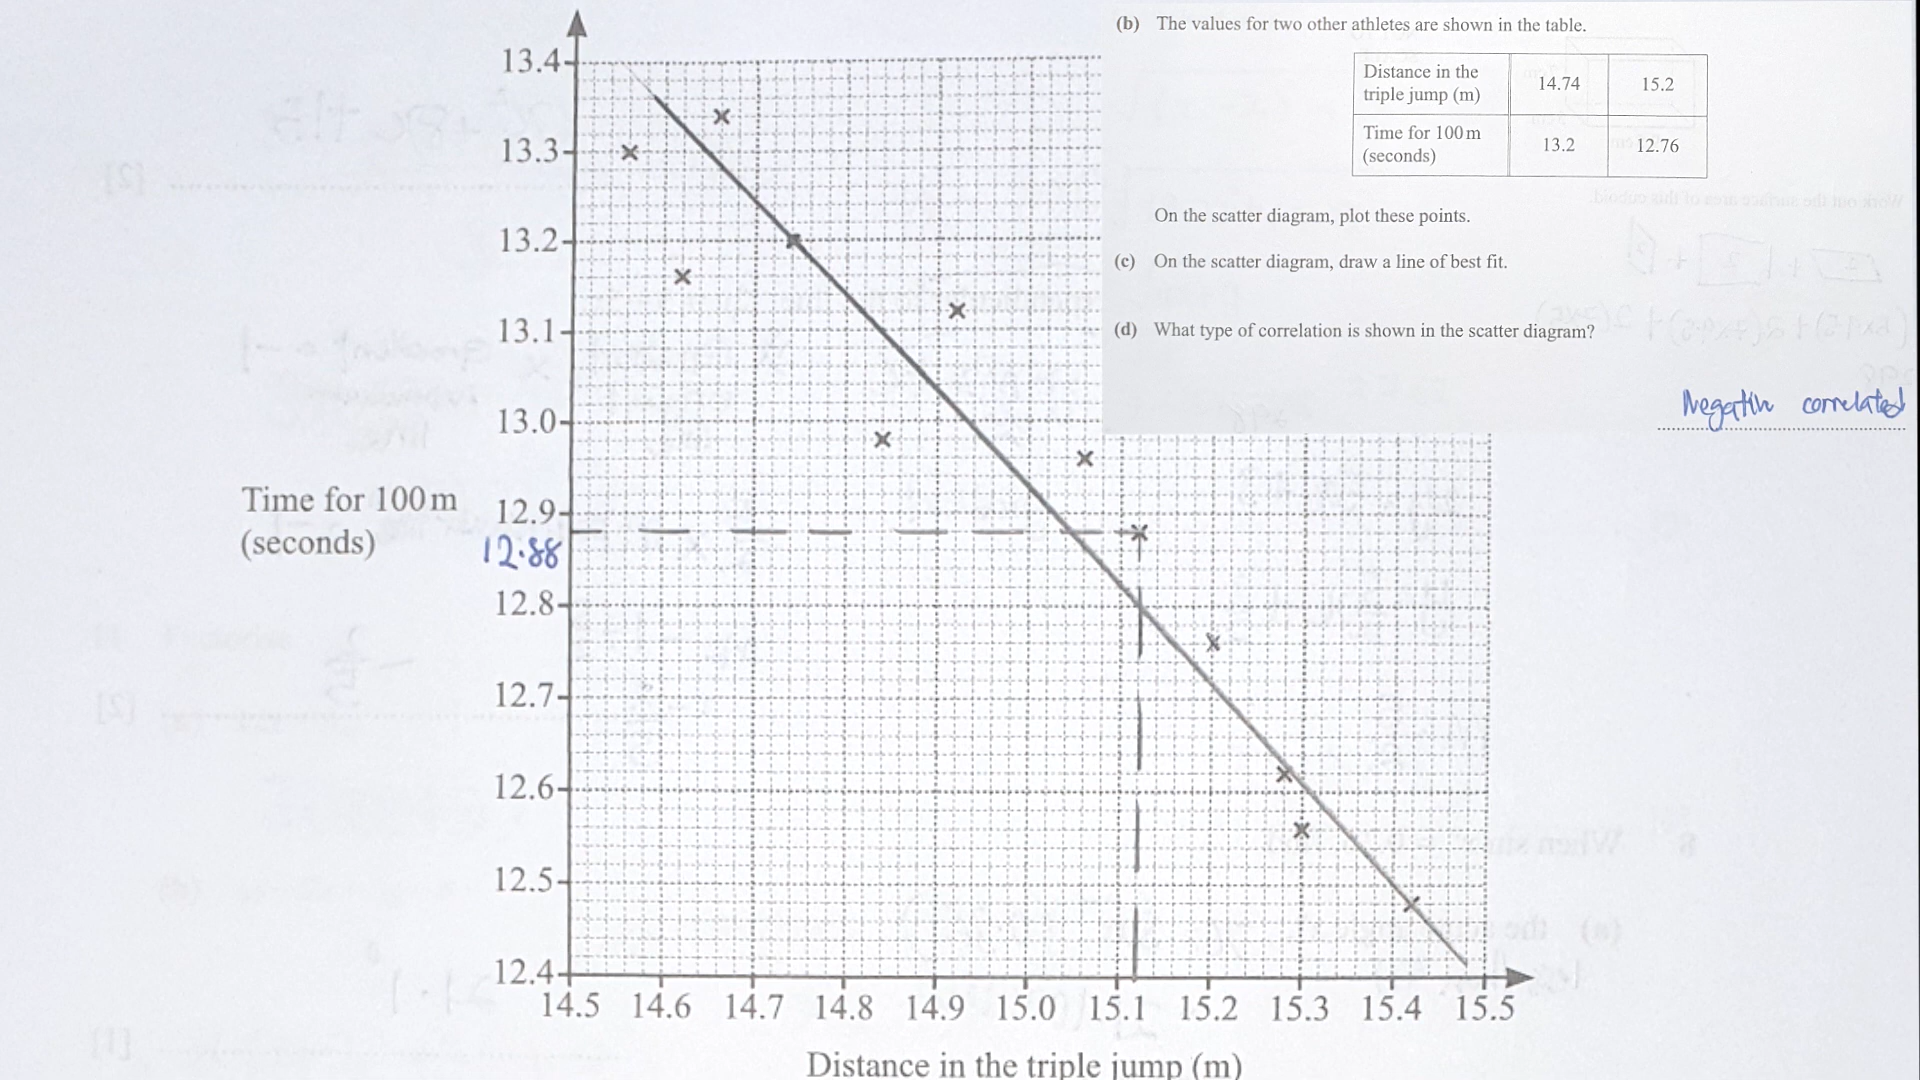 (b) The values for two other athletes are shown in the table.
Distance in the triple jump (m) 14.74 15.2
Time for 100 m (seconds) 13.2 12.76
On the scatter diagram, plot these points.
(c) On the scatter diagram, draw a line of best fit.
(d) What type of correlation is shown in the scatter diagram?
Negative correlated
13.4
13.3
13.2
13.1
13.0
12.9
12.88
12.8
12.7
12.6
12.5
12.4
Time for 100 m
(seconds)
14.5 14.6 14.7 14.8 14.9 15.0 15.1 15.2 15.3 15.4 15.5
Distance in the triple jump (m)